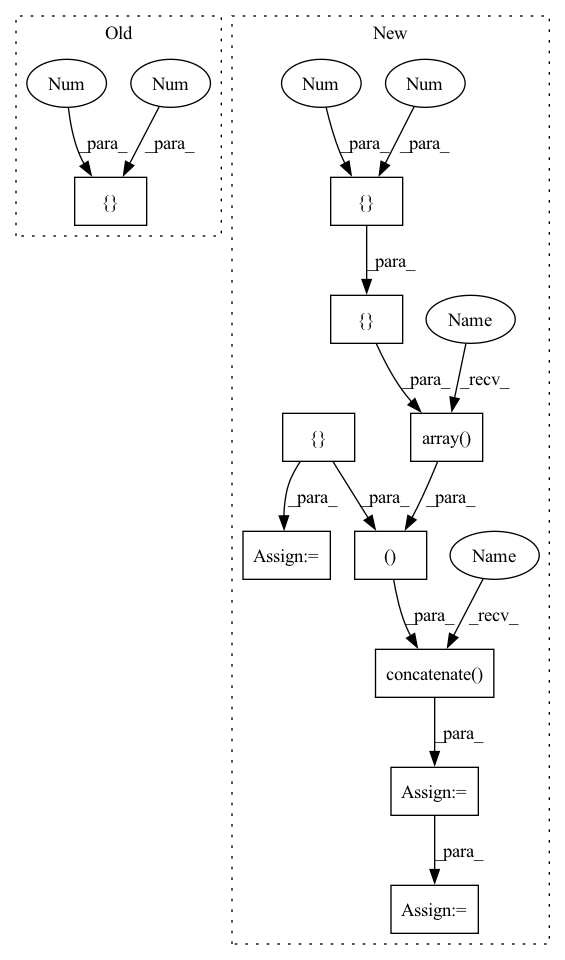 Old
New
Num
Num
Num
Num
_para_
_para_
_para_
_para_
{}
{}
_para_
{}
Name
_para_
_recv_
{}
array()
_para_
_para_
_para_
Assign:=
()
Name
_para_
_recv_
concatenate()
_para_
Assign:=
_para_
Assign:=